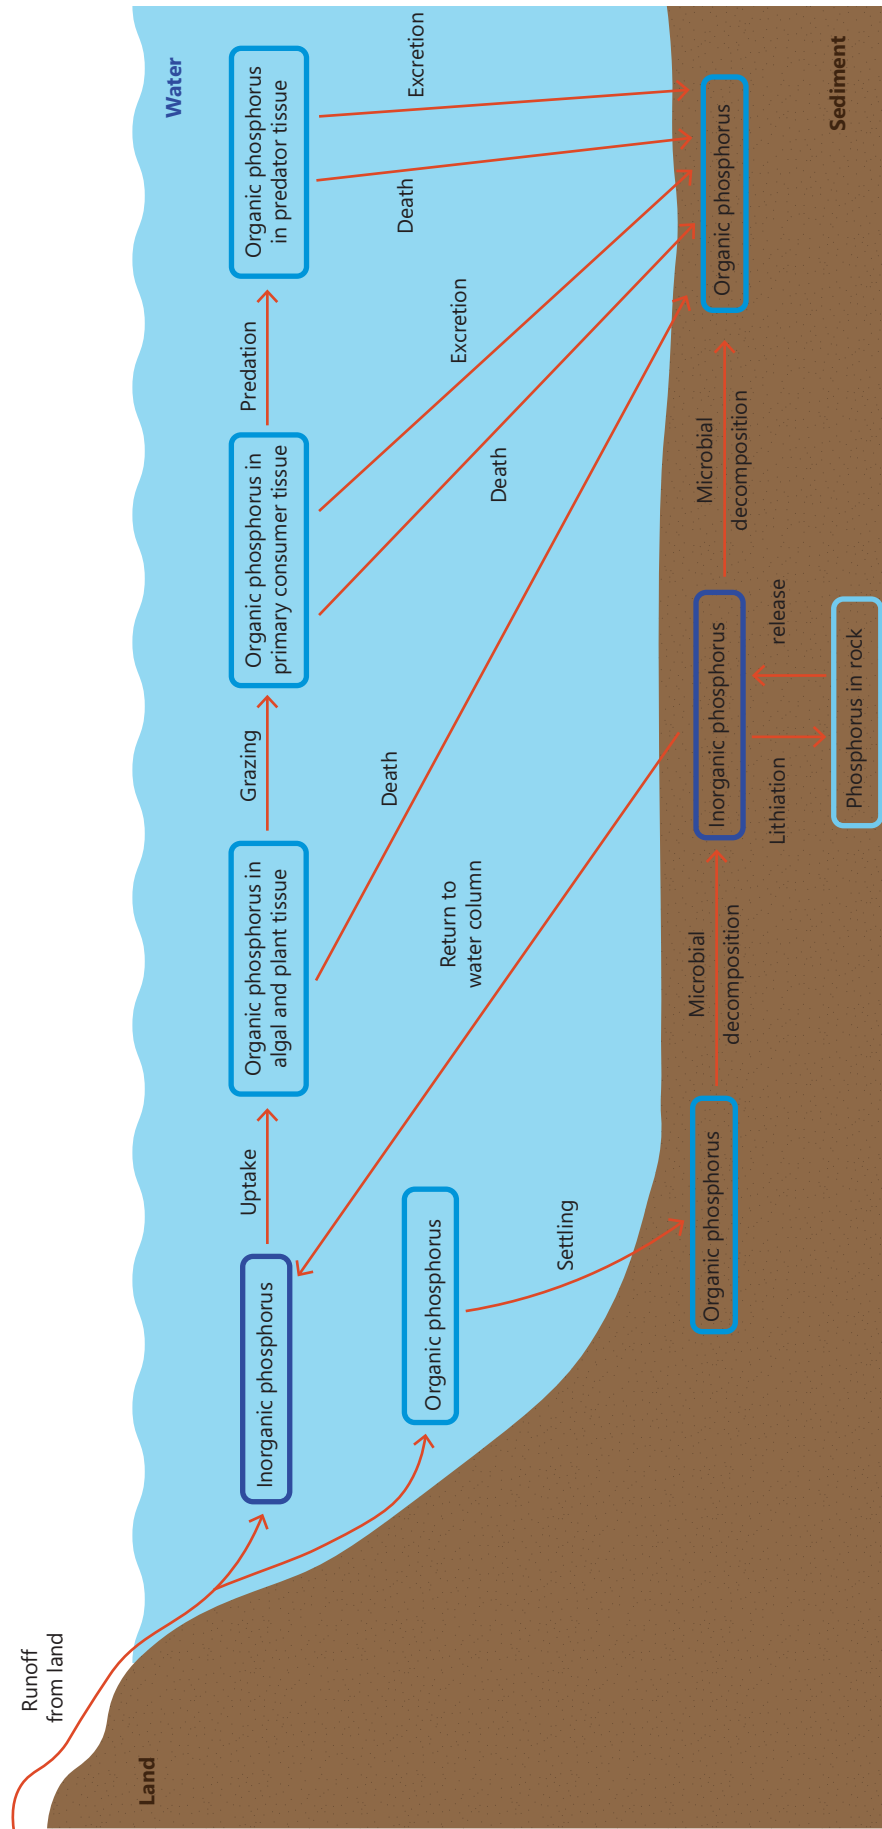 Runoff
from land
Land
Water
Inorganic phosphorus
Uptake
Organic phosphorus in
algal and plant tissue
Grazing
Organic phosphorus in
primary consumer tissue
Predation
Organic phosphorus
in predator tissue
Organic phosphorus
Settling
Return to
water column
Death
Death
Excretion
Death
Excretion
Organic phosphorus
Microbial
decomposition
Inorganic phosphorus
Microbial
decomposition
Organic phosphorus
Lithiation
release
Phosphorus in rock
Sediment